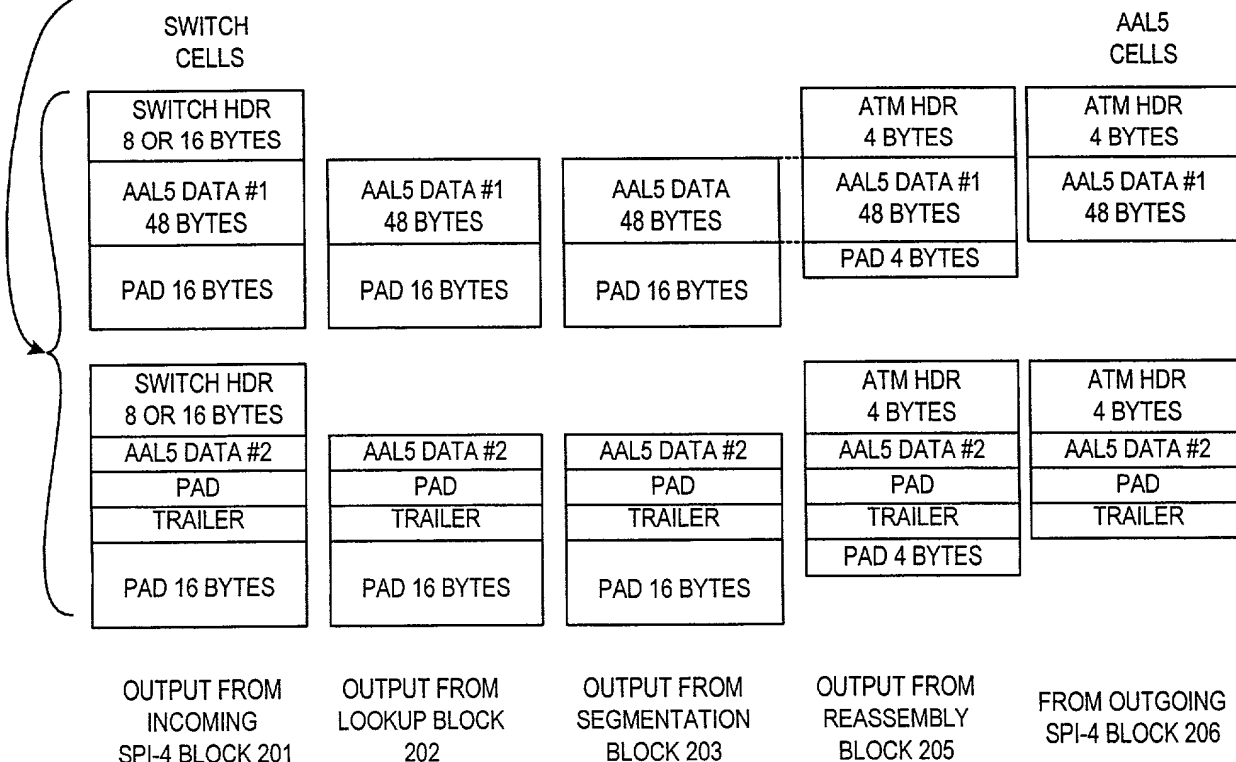 SWITCH
CELLS
AAL5
CELLS
SWITCH HDR
8 OR 16 BYTES
AAL5 DATA #1
48 BYTES
PAD 16 BYTES
AAL5 DATA #1
48 BYTES
PAD 16 BYTES
AAL5 DATA
48 BYTES
PAD 16 BYTES
ATM HDR
4 BYTES
AAL5 DATA #1
48 BYTES
PAD 4 BYTES
ATM HDR
4 BYTES
AAL5 DATA #1
48 BYTES
SWITCH HDR
8 OR 16 BYTES
AAL5 DATA #2
PAD
TRAILER
PAD 16 BYTES
AAL5 DATA #2
PAD
TRAILER
PAD 16 BYTES
AAL5 DATA #2
PAD
TRAILER
PAD 16 BYTES
ATM HDR
4 BYTES
AAL5 DATA #2
PAD
TRAILER
PAD 4 BYTES
ATM HDR
4 BYTES
AAL5 DATA #2
PAD
TRAILER
OUTPUT FROM
INCOMING
SPI-4 BLOCK 201
OUTPUT FROM
LOOKUP BLOCK
202
OUTPUT FROM
SEGMENTATION
BLOCK 203
OUTPUT FROM
REASSEMBLY
BLOCK 205
FROM OUTGOING
SPI-4 BLOCK 206